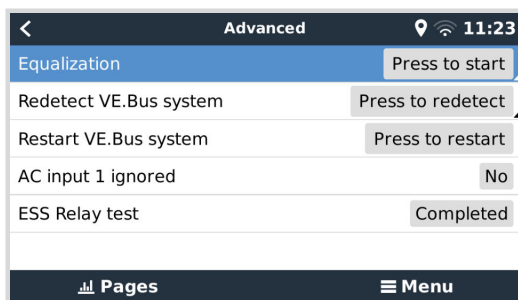 Advanced 11:23
Equalization Press to start
Redetect VE.Bus system Press to redetect
Restart VE.Bus system Press to restart
AC input 1 ignored No
ESS Relay test Completed
Pages Menu